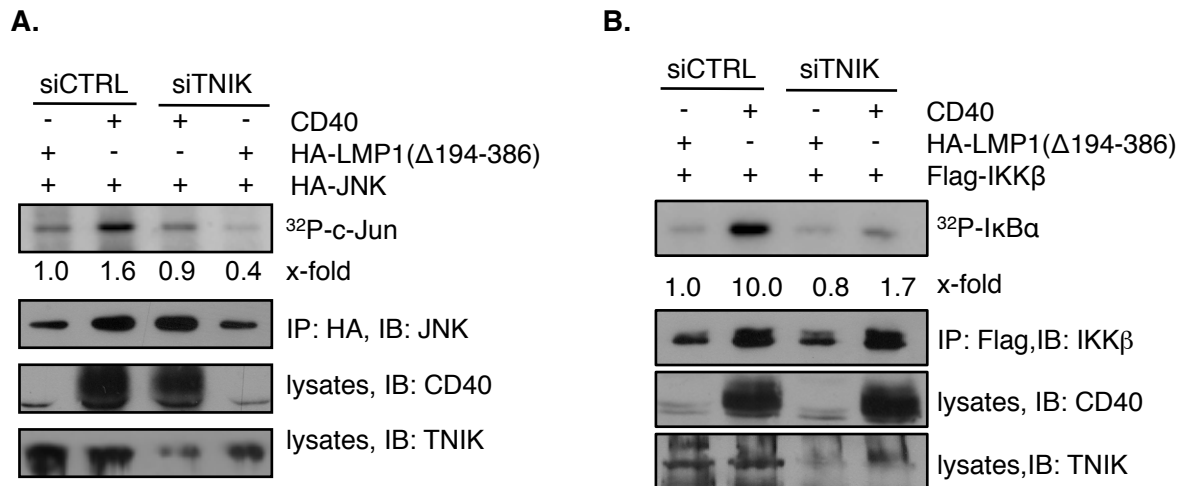 A.
siCTRL siTNIK
- + + - CD40
+ - - + HA-LMP1(Δ194-386)
+ + + + HA-JNK
³²P-c-Jun
1.0 1.6 0.9 0.4 x-fold
IP: HA, IB: JNK
lysates, IB: CD40
lysates, IB: TNIK
B.
siCTRL siTNIK
- + - + CD40
+ - + - HA-LMP1(Δ194-386)
+ + + + Flag-IKKβ
³²P-IκBα
1.0 10.0 0.8 1.7 x-fold
IP: Flag,IB: IKKβ
lysates, IB: CD40
lysates,IB: TNIK